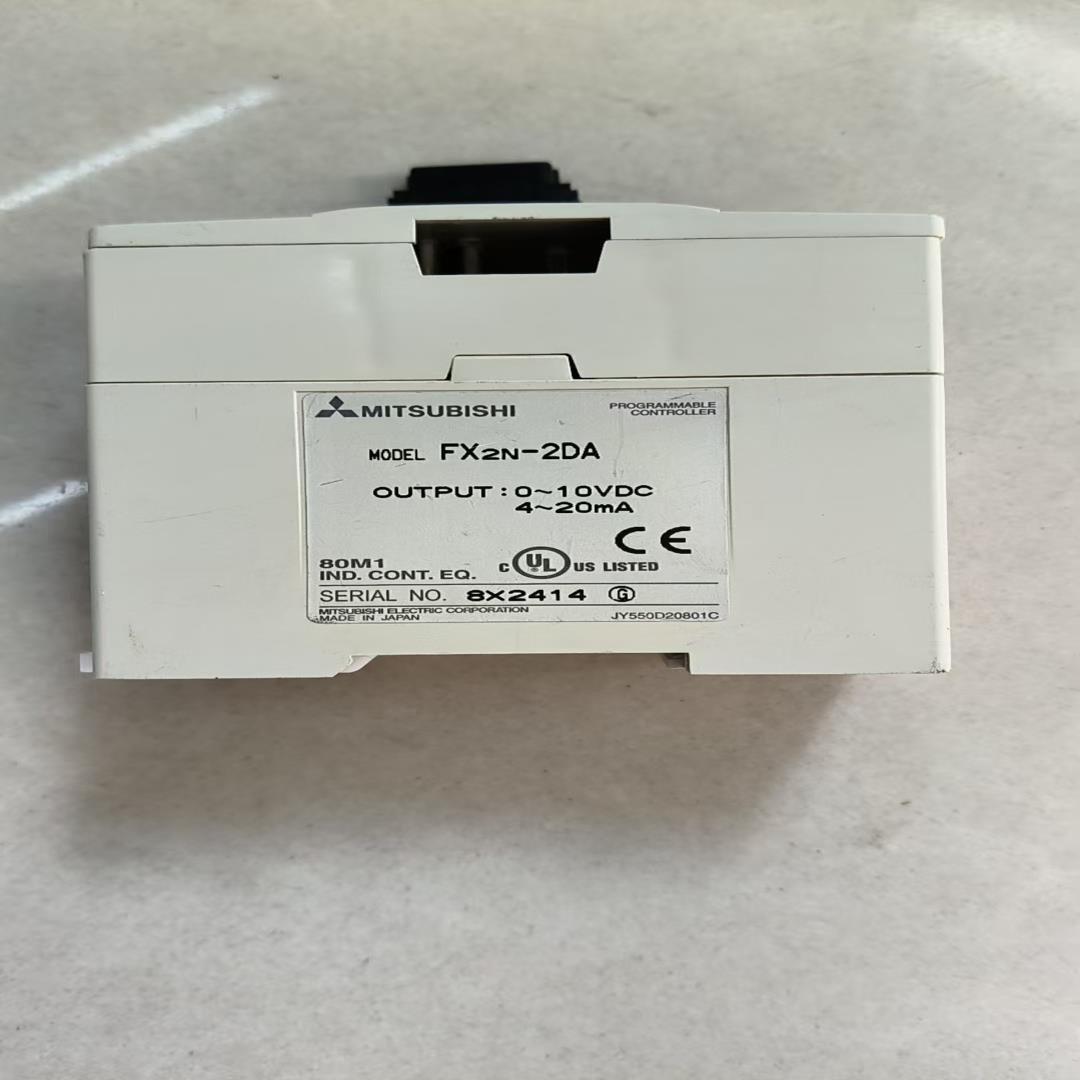 MITSUBISHI
PROGRAMMABLE
CONTROLLER
MODEL FX2N-2DA
OUTPUT : 0~10VDC
4~20mA
CE
80M1
IND. CONT. EQ.
C UL US LISTED
SERIAL NO. 8X2414 G
MITSUBISHI ELECTRIC CORPORATION
MADE IN JAPAN
JY550D20801C